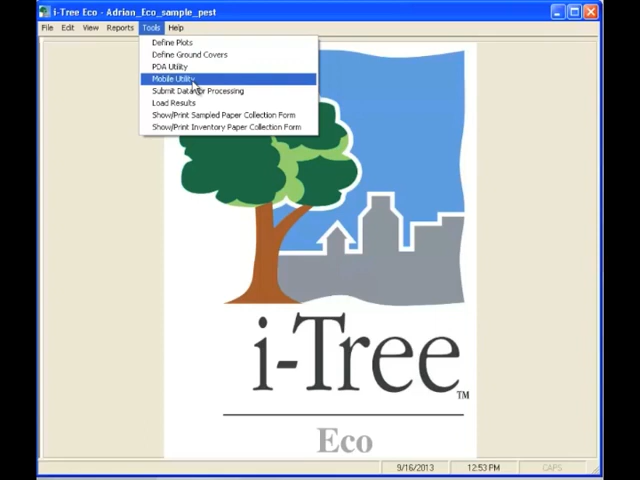 i-Tree Eco - Adrian_Eco_sample_pest
File Edit View Reports Tools Help
Define Plots
Define Ground Covers
PDA Utility
Mobile Utility
Submit Data for Processing
Load Results
Show/Print Sampled Paper Collection Form
Show/Print Inventory Paper Collection Form
i-Tree™
Eco
9/16/2013 12:53 PM CAPS